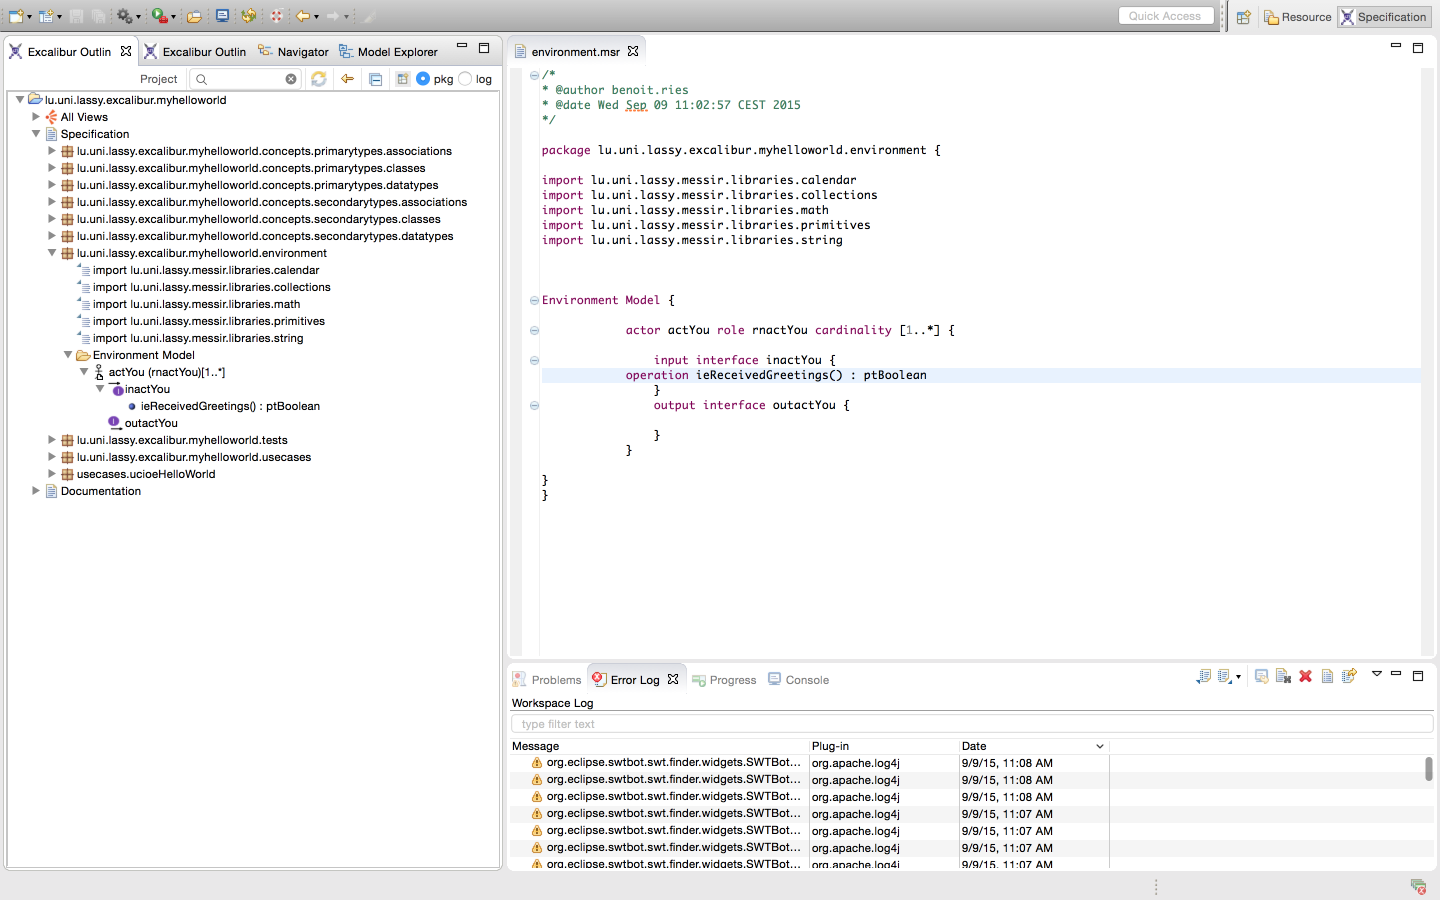 Quick Access
Resource
Specification
Excalibur Outlin
Excalibur Outlin
Navigator
Model Explorer
Project
pkg
log
lu.uni.lassy.excalibur.myhelloworld
All Views
Specification
lu.uni.lassy.excalibur.myhelloworld.concepts.primarytypes.associations
lu.uni.lassy.excalibur.myhelloworld.concepts.primarytypes.classes
lu.uni.lassy.excalibur.myhelloworld.concepts.primarytypes.datatypes
lu.uni.lassy.excalibur.myhelloworld.concepts.secondarytypes.associations
lu.uni.lassy.excalibur.myhelloworld.concepts.secondarytypes.classes
lu.uni.lassy.excalibur.myhelloworld.concepts.secondarytypes.datatypes
lu.uni.lassy.excalibur.myhelloworld.environment
import lu.uni.lassy.messir.libraries.calendar
import lu.uni.lassy.messir.libraries.collections
import lu.uni.lassy.messir.libraries.math
import lu.uni.lassy.messir.libraries.primitives
import lu.uni.lassy.messir.libraries.string
Environment Model
actYou (rnactYou)[1..*]
inactYou
ieReceivedGreetings() : ptBoolean
outactYou
lu.uni.lassy.excalibur.myhelloworld.tests
lu.uni.lassy.excalibur.myhelloworld.usecases
usecases.ucioeHelloWorld
Documentation
environment.msr
/*
* @author benoit.ries
* @date Wed Sep 09 11:02:57 CEST 2015
*/
package lu.uni.lassy.excalibur.myhelloworld.environment {
import lu.uni.lassy.messir.libraries.calendar
import lu.uni.lassy.messir.libraries.collections
import lu.uni.lassy.messir.libraries.math
import lu.uni.lassy.messir.libraries.primitives
import lu.uni.lassy.messir.libraries.string
Environment Model {
actor actYou role rnactYou cardinality [1..*] {
input interface inactYou {
operation ieReceivedGreetings() : ptBoolean
}
output interface outactYou {
}
}
}
}
Problems
Error Log
Progress
Console
Workspace Log
type filter text
Message Plug-in Date
org.eclipse.swtbot.swt.finder.widgets.SWTBot... org.apache.log4j 9/9/15, 11:08 AM
org.eclipse.swtbot.swt.finder.widgets.SWTBot... org.apache.log4j 9/9/15, 11:08 AM
org.eclipse.swtbot.swt.finder.widgets.SWTBot... org.apache.log4j 9/9/15, 11:08 AM
org.eclipse.swtbot.swt.finder.widgets.SWTBot... org.apache.log4j 9/9/15, 11:07 AM
org.eclipse.swtbot.swt.finder.widgets.SWTBot... org.apache.log4j 9/9/15, 11:07 AM
org.eclipse.swtbot.swt.finder.widgets.SWTBot... org.apache.log4j 9/9/15, 11:07 AM
org.eclipse.swtbot.swt.finder.widgets.SWTBot... org.apache.log4j 9/9/15, 11:07 AM